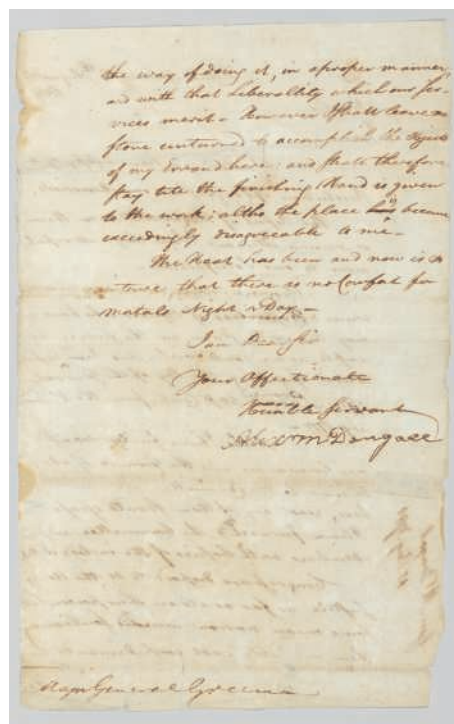 the way of doing it, in a proper manner,
and with that Liberallity which our ser-
vices merit. However I shall leave no
stone unturned to accomplish the object
of my Errand here; and shall therefore
stay till the finishing Hand is given
to the work; altho the place has become
exceedingly disagreeable to me.
The Heat has been and now is so
intense, that there is no Comfort for
mortals Night or Day.
I am Dear Sir
Your Affectionate
Humble Servant
Alexr McDougall
Major General Greene